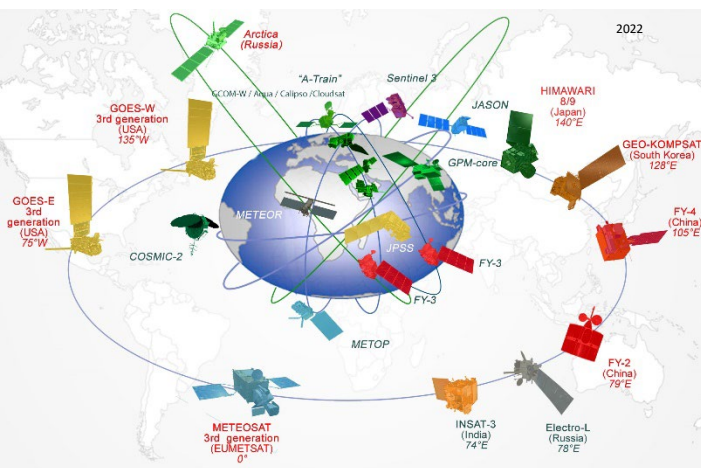 2022
Arctica
(Russia)
"A-Train"
GCOM-W / Aqua / Calipso /Cloudsat
Sentinel 3
JASON
HIMAWARI
8/9
(Japan)
140°E
GOES-W
3rd generation
(USA)
135°W
GEO-KOMPSAT
(South Korea)
128°E
GPM-core
GOES-E
3rd
generation
(USA)
75°W
METEOR
FY-4
(China)
105°E
COSMIC-2
JPSS
FY-3
FY-3
METOP
FY-2
(China)
79°E
METEOSAT
3rd generation
(EUMETSAT)
0°
INSAT-3
(India)
74°E
Electro-L
(Russia)
78°E